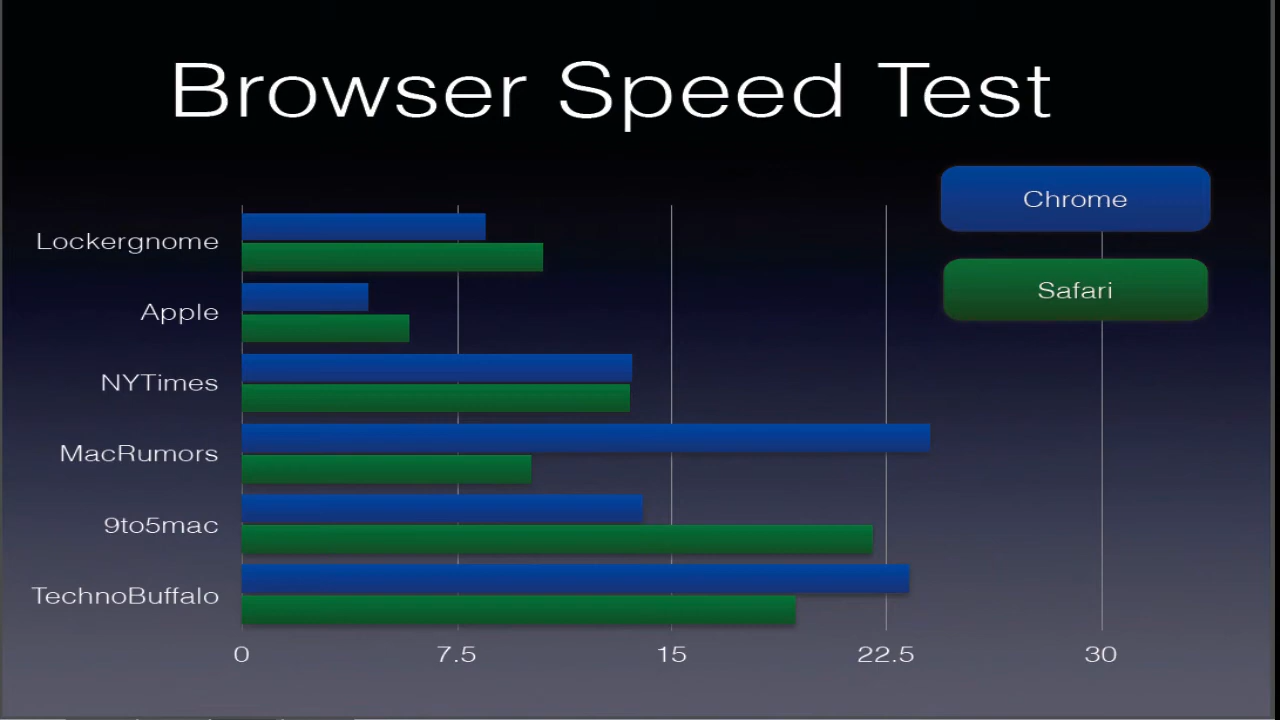 Browser Speed Test
Chrome
Safari
Lockergnome
Apple
NYTimes
MacRumors
9to5mac
TechnoBuffalo
0 7.5 15 22.5 30